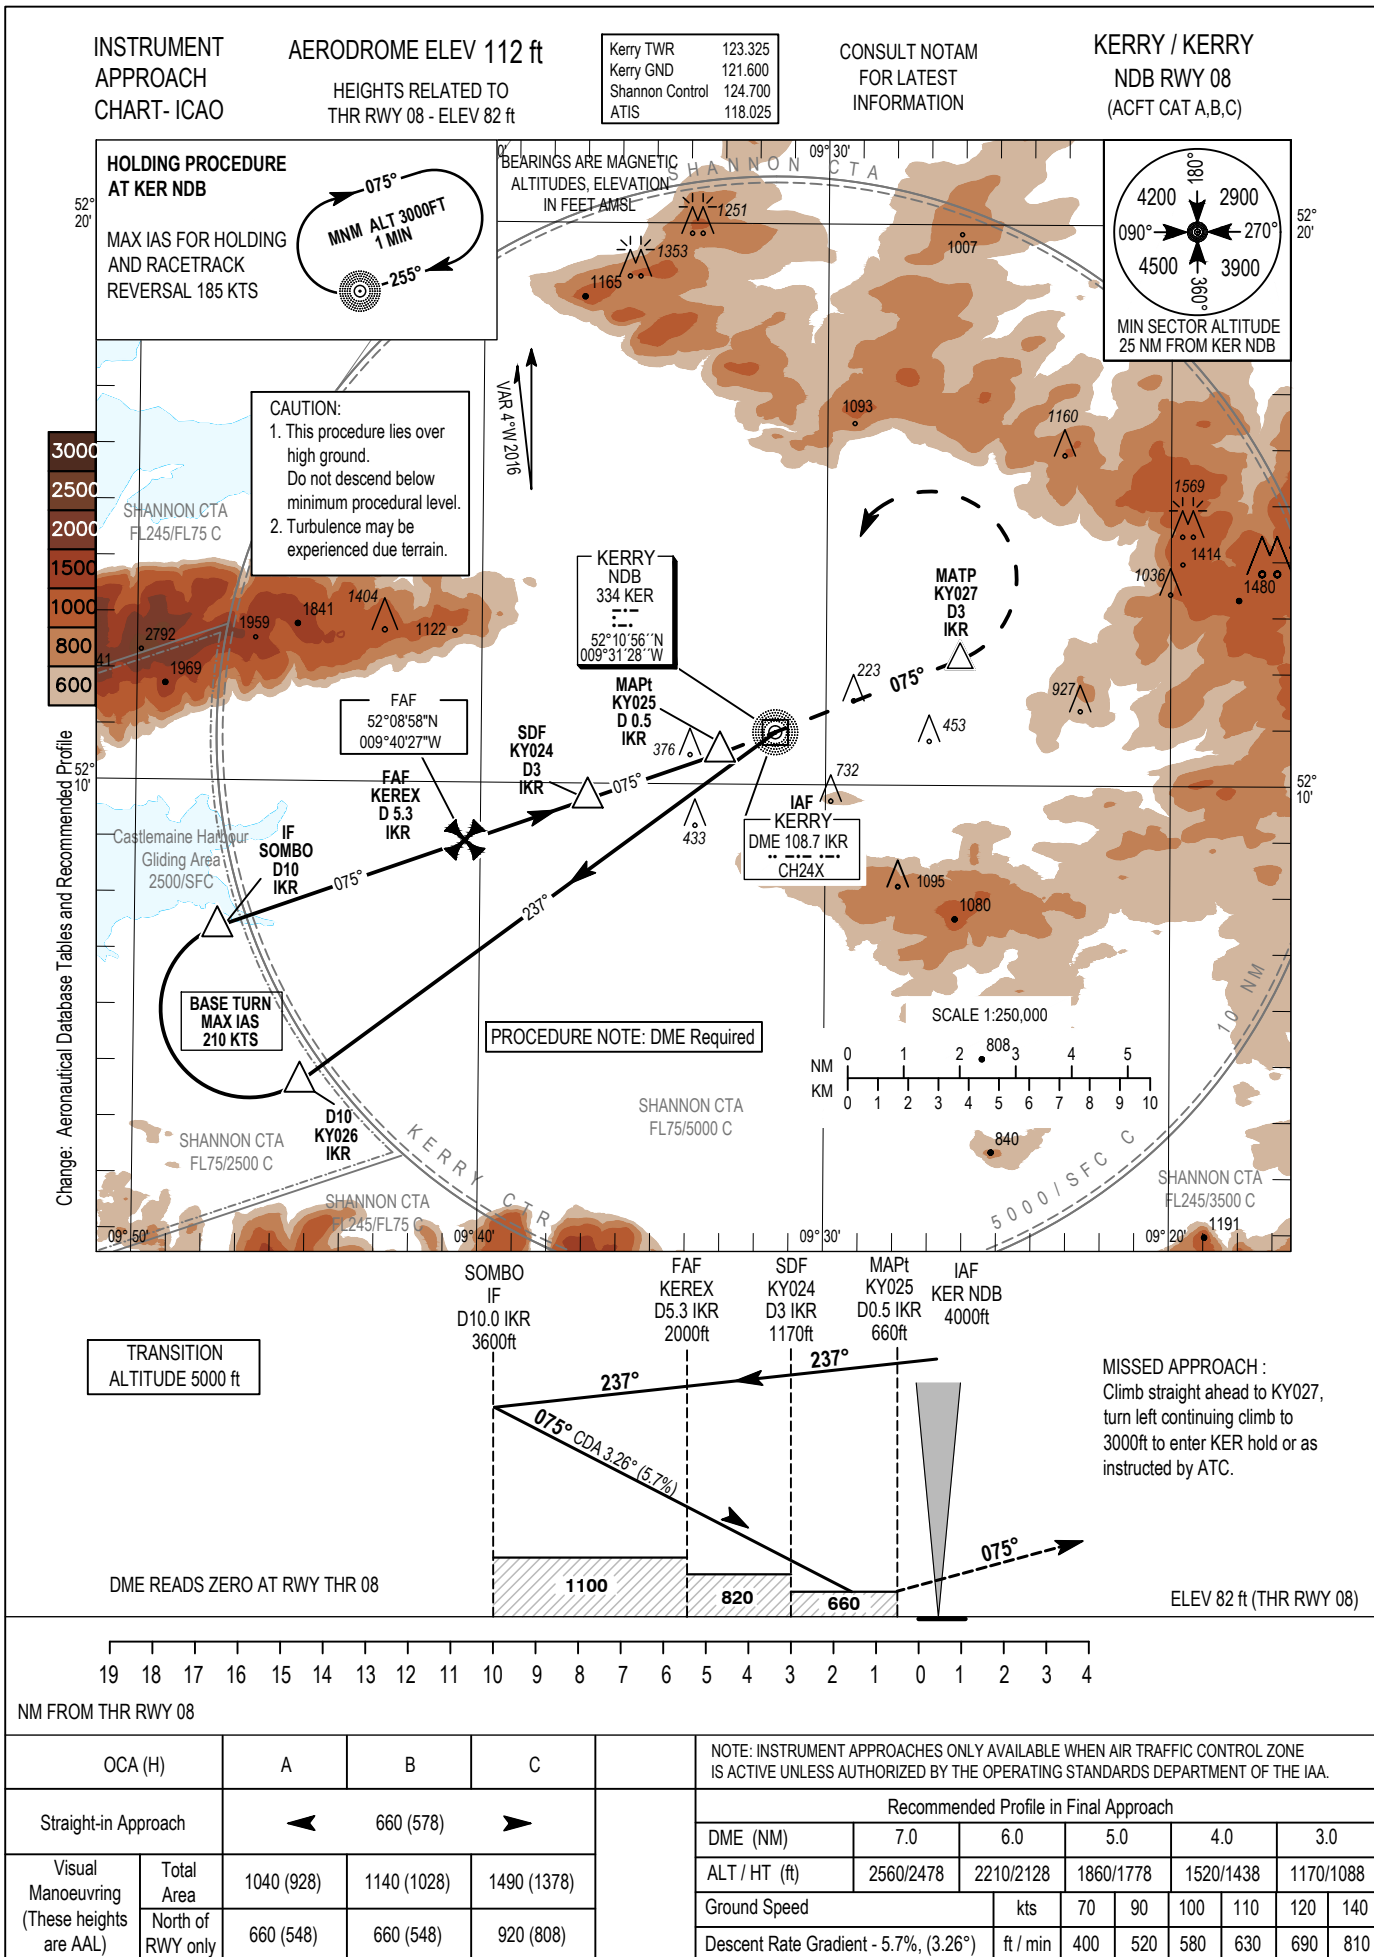 INSTRUMENT
APPROACH
CHART- ICAO
AERODROME ELEV 112 ft
HEIGHTS RELATED TO
THR RWY 08 - ELEV 82 ft
Kerry TWR 123.325
Kerry GND 121.600
Shannon Control 124.700
ATIS 118.025
CONSULT NOTAM
FOR LATEST
INFORMATION
KERRY / KERRY
NDB RWY 08
(ACFT CAT A,B,C)
HOLDING PROCEDURE
AT KER NDB
MAX IAS FOR HOLDING
AND RACETRACK
REVERSAL 185 KTS
075°
MNM ALT 3000FT
1 MIN
255°
0'
BEARINGS ARE MAGNETIC
ALTITUDES, ELEVATION
IN FEET AMSL
SHANNON CTA
09° 30'
180°
4200 2900
090° 270°
4500 3900
360°
MIN SECTOR ALTITUDE
25 NM FROM KER NDB
52°
20'
52°
20'
1251
1353
1165
1007
VAR 4°W 2016
CAUTION:
1. This procedure lies over
high ground.
Do not descend below
minimum procedural level.
2. Turbulence may be
experienced due terrain.
1093
1160
1569
1414
1036
1480
3000
2500
2000
1500
1000
800
600
SHANNON CTA
FL245/FL75 C
1404
1841
1959
1122
2792
1969
41
KERRY
NDB
334 KER
52°10´56´´N
009°31´28´´W
MATP
KY027
D3
IKR
075°
223
453
927
FAF
52°08'58"N
009°40'27"W
MAPt
KY025
D 0.5
IKR
376
SDF
KY024
D3
IKR
FAF
KEREX
D 5.3
IKR
075°
52°
10'
52°
10'
732
433
IAF
KERRY
DME 108.7 IKR
CH24X
1095
1080
Castlemaine Harbour
Gliding Area
2500/SFC
IF
SOMBO
D10
IKR
075°
237°
BASE TURN
MAX IAS
210 KTS
PROCEDURE NOTE: DME Required
SCALE 1:250,000
808
NM 0 1 2 3 4 5
KM 0 1 2 3 4 5 6 7 8 9 10
10 NM
D10
KY026
IKR
SHANNON CTA
FL75/5000 C
SHANNON CTA
FL75/2500 C
KERRY CTR
840
5000/SFC C
SHANNON CTA
FL245/3500 C
SHANNON CTA
FL245/FL75 C
1191
09° 50'
09° 40'
09° 30'
09° 20'
Change: Aeronautical Database Tables and Recommended Profile
SOMBO
IF
D10.0 IKR
3600ft
FAF
KEREX
D5.3 IKR
2000ft
SDF
KY024
D3 IKR
1170ft
MAPt
KY025
D0.5 IKR
660ft
IAF
KER NDB
4000ft
TRANSITION
ALTITUDE 5000 ft
237°
237°
075° CDA 3.26° (5.7%)
MISSED APPROACH :
Climb straight ahead to KY027,
turn left continuing climb to
3000ft to enter KER hold or as
instructed by ATC.
075°
DME READS ZERO AT RWY THR 08
1100
820
660
ELEV 82 ft (THR RWY 08)
19 18 17 16 15 14 13 12 11 10 9 8 7 6 5 4 3 2 1 0 1 2 3 4
NM FROM THR RWY 08
OCA (H) A B C
Straight-in Approach 660 (578)
Visual
Manoeuvring
(These heights
are AAL)
Total
Area
1040 (928) 1140 (1028) 1490 (1378)
North of
RWY only
660 (548) 660 (548) 920 (808)
NOTE: INSTRUMENT APPROACHES ONLY AVAILABLE WHEN AIR TRAFFIC CONTROL ZONE
IS ACTIVE UNLESS AUTHORIZED BY THE OPERATING STANDARDS DEPARTMENT OF THE IAA.
Recommended Profile in Final Approach
DME (NM) 7.0 6.0 5.0 4.0 3.0
ALT / HT (ft) 2560/2478 2210/2128 1860/1778 1520/1438 1170/1088
Ground Speed kts 70 90 100 110 120 140
Descent Rate Gradient - 5.7%, (3.26°) ft / min 400 520 580 630 690 810